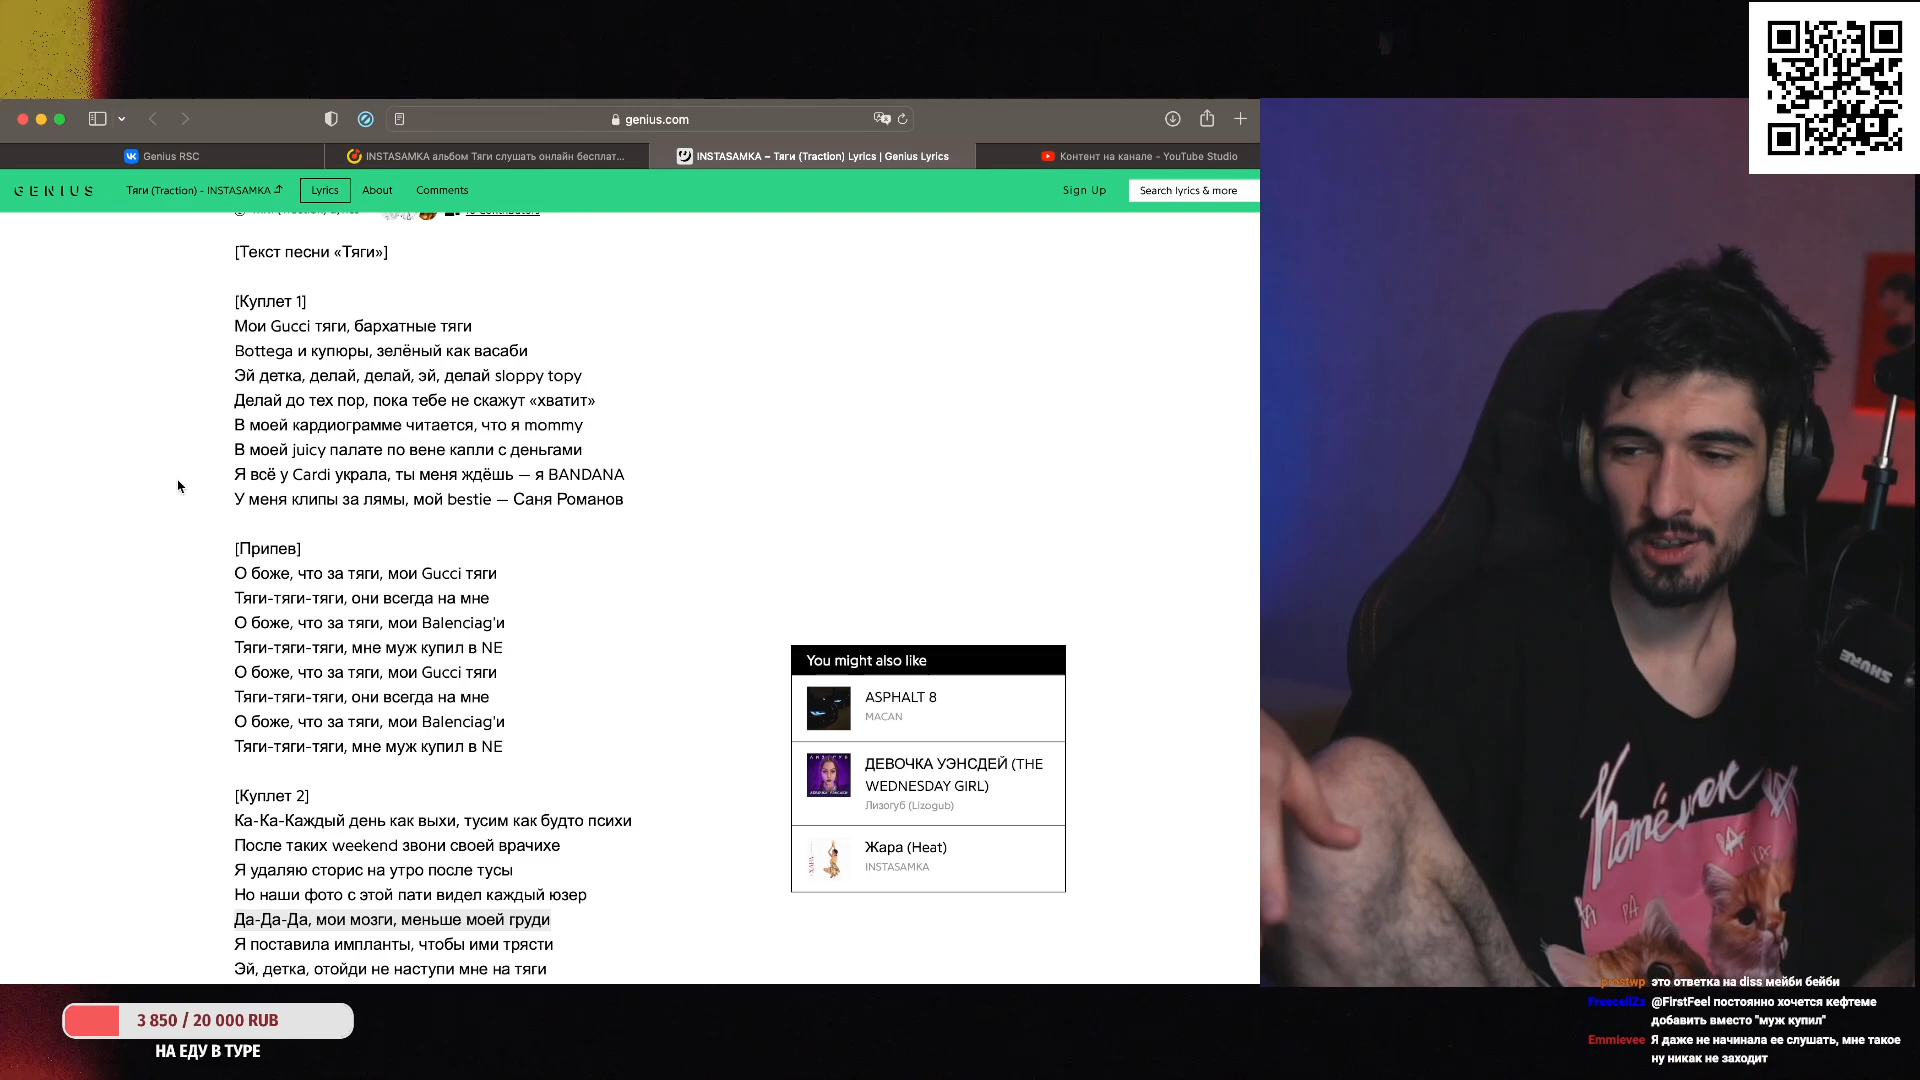 genius.com
Genius RSC
INSTASAMKA альбом Тяги слушать онлайн бесплат...
INSTASAMKA – Тяги (Traction) Lyrics | Genius Lyrics
Контент на канале - YouTube Studio
GENIUS
Тяги (Traction) - INSTASAMKA
Lyrics
About
Comments
Sign Up
Search lyrics & more
[Текст песни «Тяги»]
[Куплет 1]
Мои Gucci тяги, бархатные тяги
Bottega и купюры, зелёный как васаби
Эй детка, делай, делай, эй, делай sloppy topy
Делай до тех пор, пока тебе не скажут «хватит»
В моей кардиограмме читается, что я mommy
В моей juicy палате по вене капли с деньгами
Я всё у Cardi украла, ты меня ждёшь — я BANDANA
У меня клипы за лямы, мой bestie — Саня Романов
[Припев]
О боже, что за тяги, мои Gucci тяги
Тяги-тяги-тяги, они всегда на мне
О боже, что за тяги, мои Balenciag'и
Тяги-тяги-тяги, мне муж купил в NE
О боже, что за тяги, мои Gucci тяги
Тяги-тяги-тяги, они всегда на мне
О боже, что за тяги, мои Balenciag'и
Тяги-тяги-тяги, мне муж купил в NE
[Куплет 2]
Ка-Ка-Каждый день как выхи, тусим как будто психи
После таких weekend звони своей врачихе
Я удаляю сторис на утро после тусы
Но наши фото с этой пати видел каждый юзер
Да-Да-Да, мои мозги, меньше моей груди
Я поставила импланты, чтобы ими трясти
Эй, детка, отойди не наступи мне на тяги
You might also like
ASPHALT 8
MACAN
ДЕВОЧКА УЭНСДЕЙ (THE
WEDNESDAY GIRL)
Лизогуб (Lizogub)
Жара (Heat)
INSTASAMKA
SHURE
РА
РА
РА
3 850 / 20 000 RUB
НА ЕДУ В ТУРЕ
это ответка на diss мейби бейби
FreeceilZz @FirstFeel постоянно хочется кефтеме
добавить вместо "муж купил"
Emmievee Я даже не начинала ее слушать, мне такое
ну никак не заходит